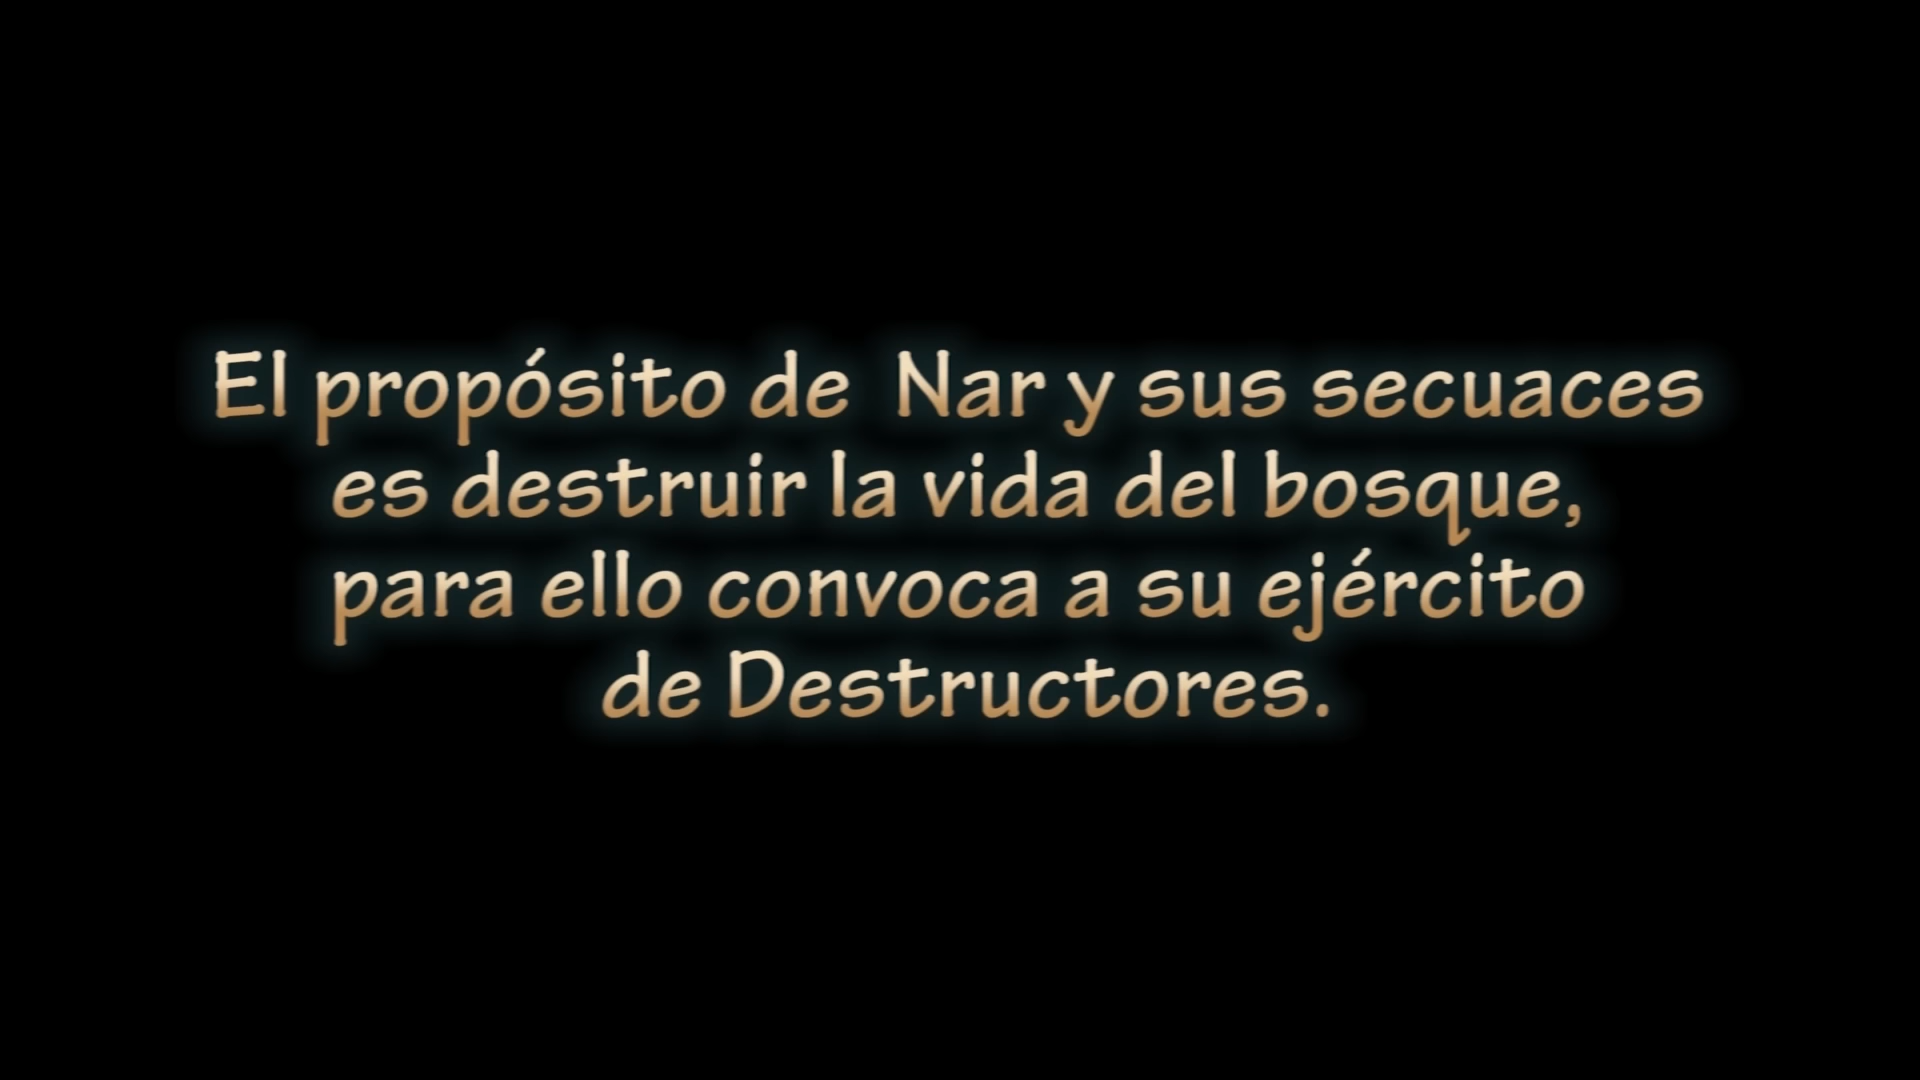 El propósito de  Nar y sus secuaces
es destruir la vida del bosque,
para ello convoca a su ejército
de Destructores.